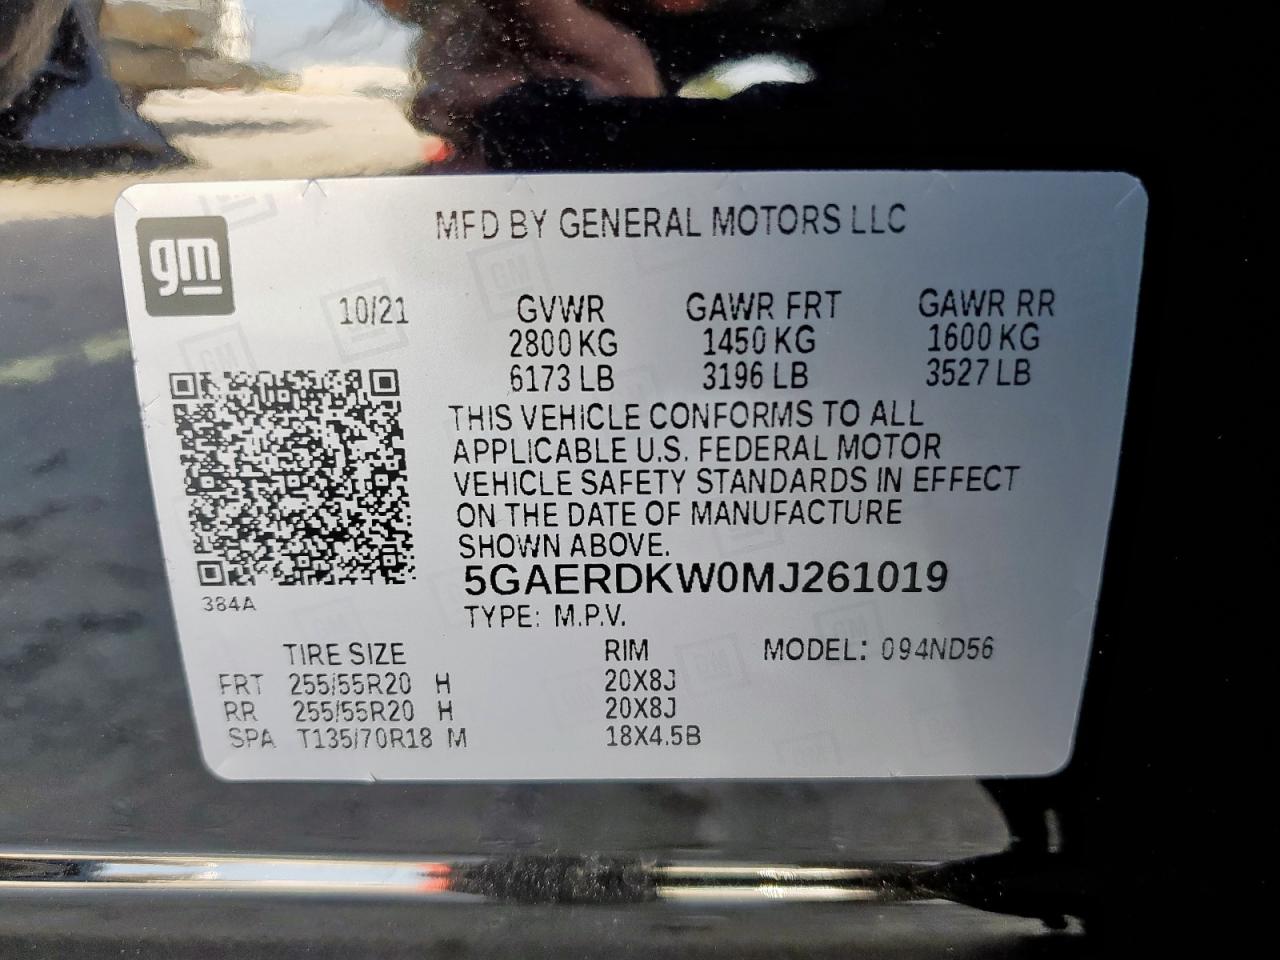 gm
MFD BY GENERAL MOTORS LLC
10/21 GVWR GAWR FRT GAWR RR
2800 KG 1450 KG 1600 KG
6173 LB 3196 LB 3527 LB
THIS VEHICLE CONFORMS TO ALL
APPLICABLE U.S. FEDERAL MOTOR
VEHICLE SAFETY STANDARDS IN EFFECT
ON THE DATE OF MANUFACTURE
SHOWN ABOVE.
5GAERDKW0MJ261019
384A
TYPE: M.P.V.
TIRE SIZE RIM MODEL: 094ND56
FRT 255/55R20 H 20X8J
RR 255/55R20 H 20X8J
SPA T135/70R18 M 18X4.5B